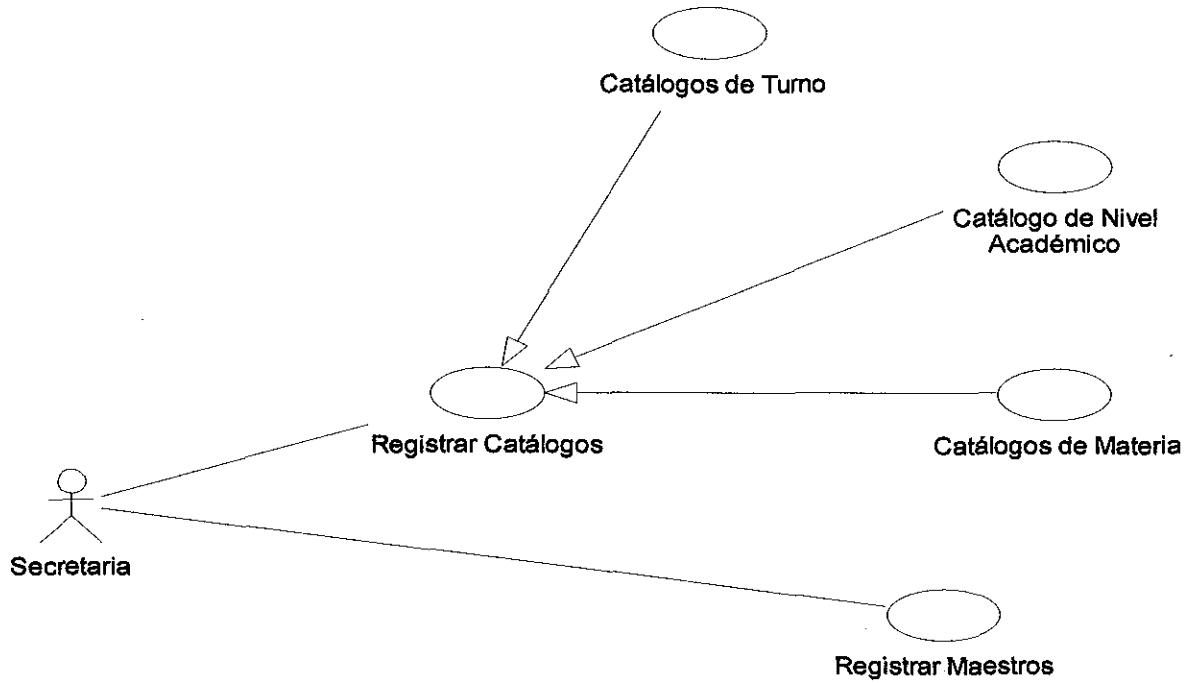 Catálogos de Turno
Catálogo de Nivel
Académico
Registrar Catálogos
Catálogos de Materia
Secretaria
Registrar Maestros